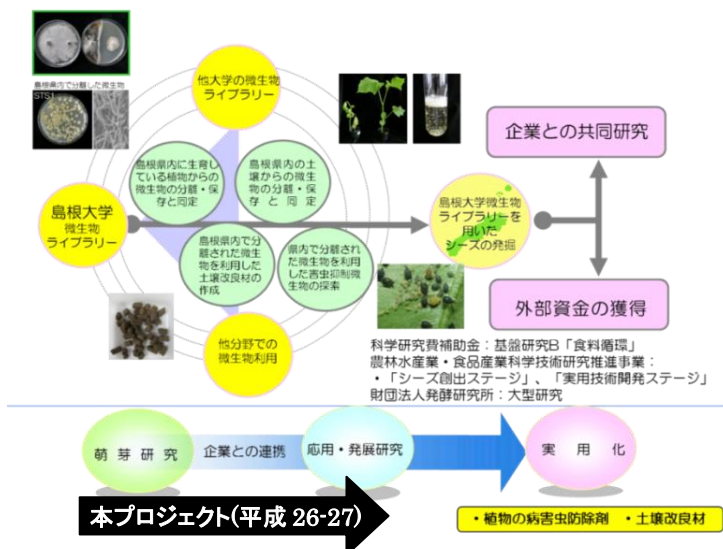 島根県内で分離した微生物
STS1
他大学の微生物
ライブラリー
島根県内に生育し
ている植物からの
微生物の分離・保
存と同定
島根県内の土
壌からの微生
物の分離・保
存と同定
島根大学
微生物
ライブラリー
島根県内で分
離された微生
物を利用した
土壌改良材の
作成
県内で分離され
た微生物を利用
した害虫抑制微
生物の探索
他分野での
微生物利用
島根大学微生物
ライブラリーを
用いた
シーズの発掘
企業との共同研究
外部資金の獲得
科学研究費補助金：基盤研究B「食料循環」
農林水産業・食品産業科学技術研究推進事業：
・「シーズ創出ステージ」、「実用技術開発ステージ」
財団法人発酵研究所：大型研究
萌芽研究
企業との連携
応用・発展研究
実用化
本プロジェクト(平成 26-27)
・植物の病害虫防除剤 ・土壌改良材